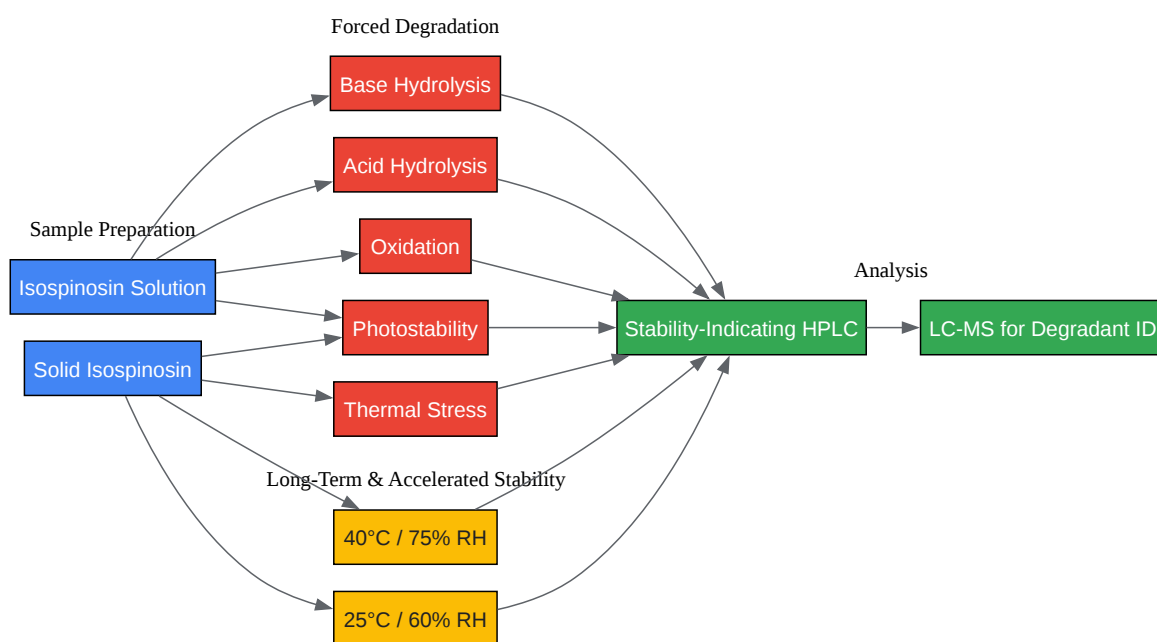 Forced Degradation
Base Hydrolysis
Acid Hydrolysis
Sample Preparation
Oxidation
Analysis
Isospinosin Solution
Photostability
Stability-Indicating HPLC
LC-MS for Degradant ID
Solid Isospinosin
Thermal Stress
Long-Term & Accelerated Stability
40°C / 75% RH
25°C / 60% RH